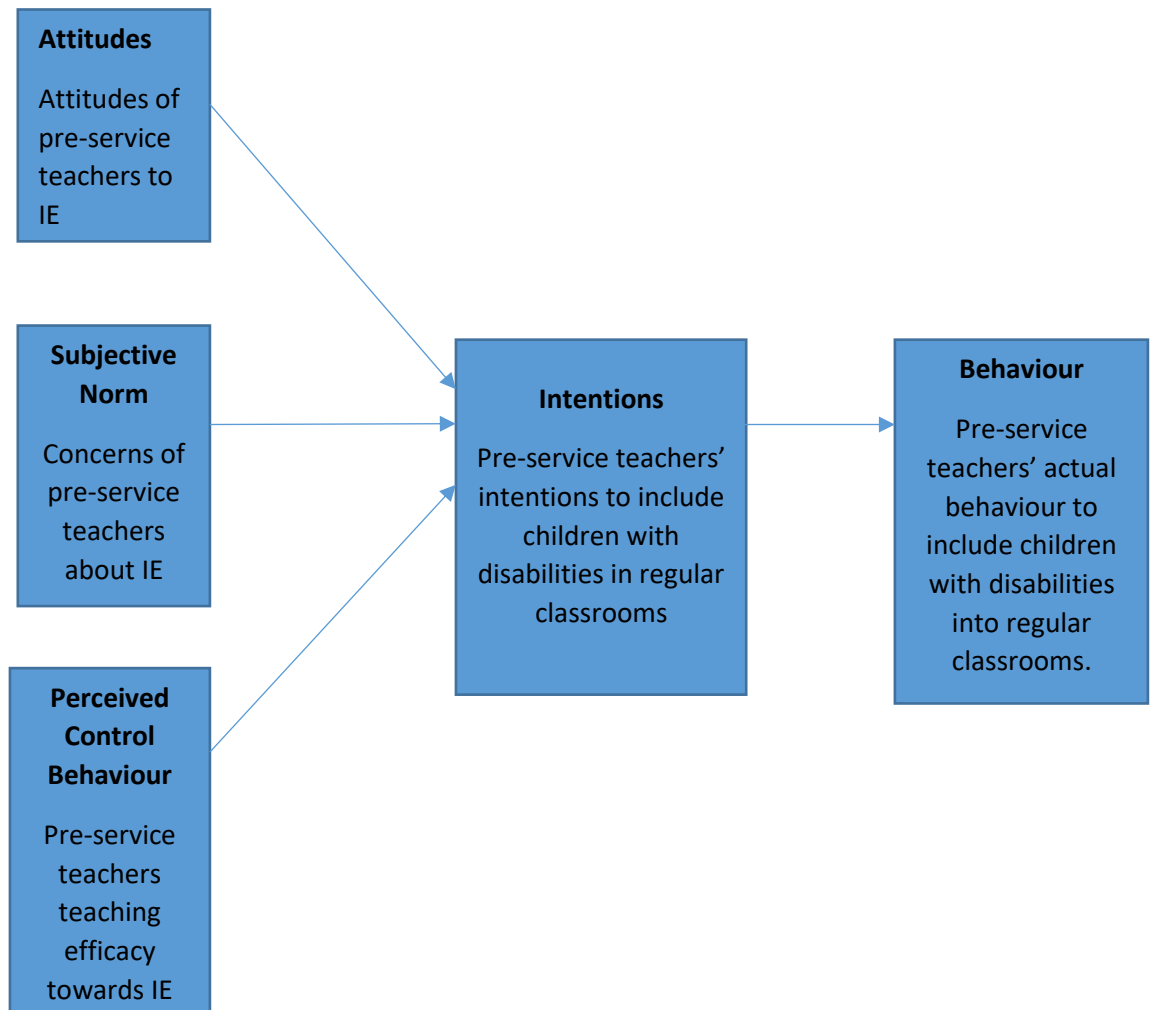 Attitudes
Attitudes of
pre-service
teachers to
IE
Subjective
Norm
Concerns of
pre-service
teachers
about IE
Perceived
Control
Behaviour
Pre-service
teachers
teaching
efficacy
towards IE
Intentions
Pre-service teachers’
intentions to include
children with
disabilities in regular
classrooms
Behaviour
Pre-service
teachers’ actual
behaviour to
include children
with disabilities
into regular
classrooms.